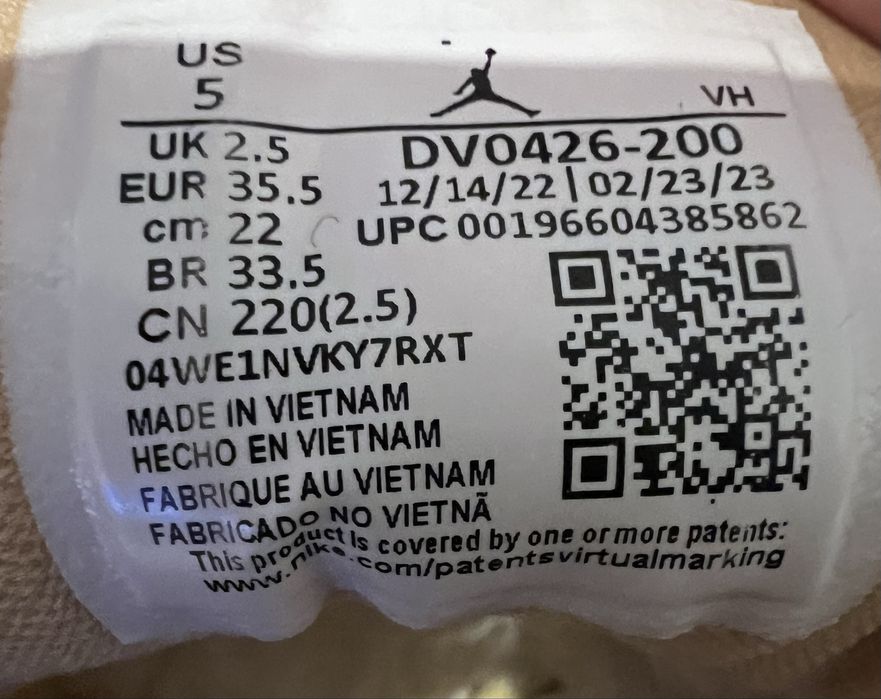 US
5
VH
UK 2.5
DV0426-200
EUR 35.5
12/14/22 | 02/23/23
cm 22
UPC 00196604385862
BR 33.5
CN 220(2.5)
04WE1NVKY7RXT
MADE IN VIETNAM
HECHO EN VIETNAM
FABRIQUE AU VIETNAM
FABRICADO NO VIETNÃ
This product is covered by one or more patents:
www.nike.com/patentsvirtualmarking